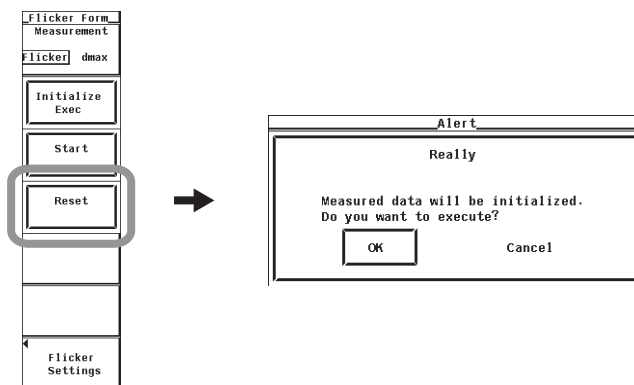 Flicker Form
Measurement
Flicker dmax
Initialize
Exec
Start
Reset
Flicker
Settings
Alert
Really
Measured data will be initialized.
Do you want to execute?
OK Cancel